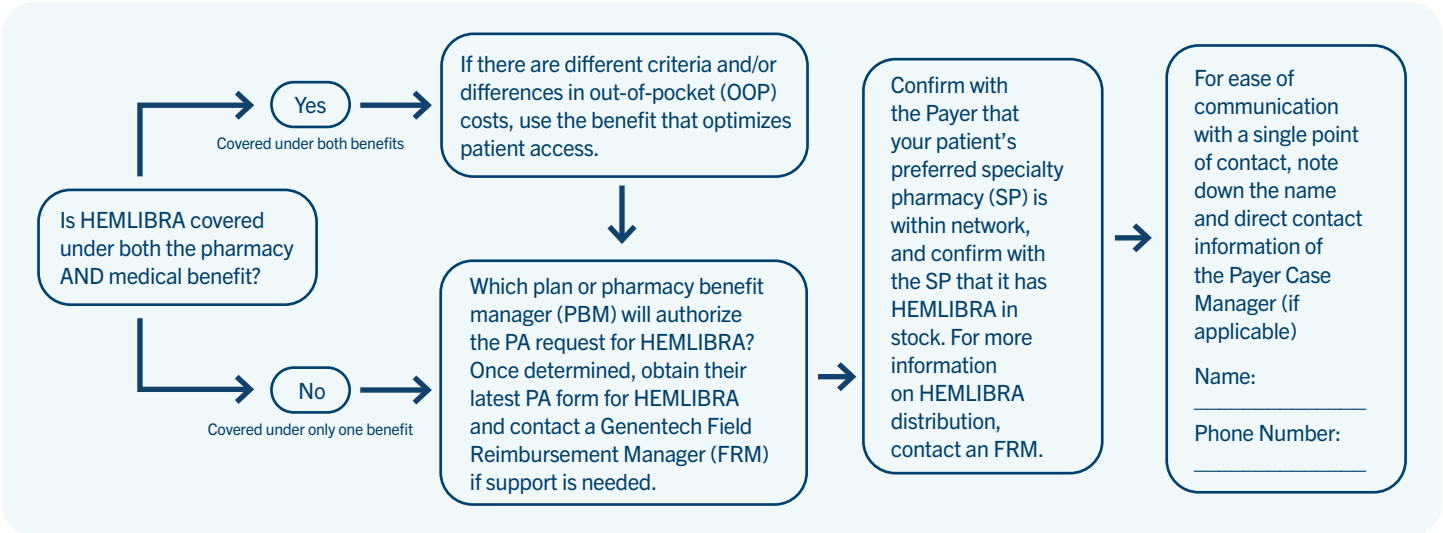 Is HEMLIBRA covered
under both the pharmacy
AND medical benefit?
Yes
Covered under both benefits
If there are different criteria and/or
differences in out-of-pocket (OOP)
costs, use the benefit that optimizes
patient access.
No
Covered under only one benefit
Which plan or pharmacy benefit
manager (PBM) will authorize
the PA request for HEMLIBRA?
Once determined, obtain their
latest PA form for HEMLIBRA
and contact a Genentech Field
Reimbursement Manager (FRM)
if support is needed.
Confirm with
the Payer that
your patient’s
preferred specialty
pharmacy (SP) is
within network,
and confirm with
the SP that it has
HEMLIBRA in
stock. For more
information
on HEMLIBRA
distribution,
contact an FRM.
For ease of
communication
with a single point
of contact, note
down the name
and direct contact
information of
the Payer Case
Manager (if
applicable)
Name:
_______________
Phone Number:
_______________